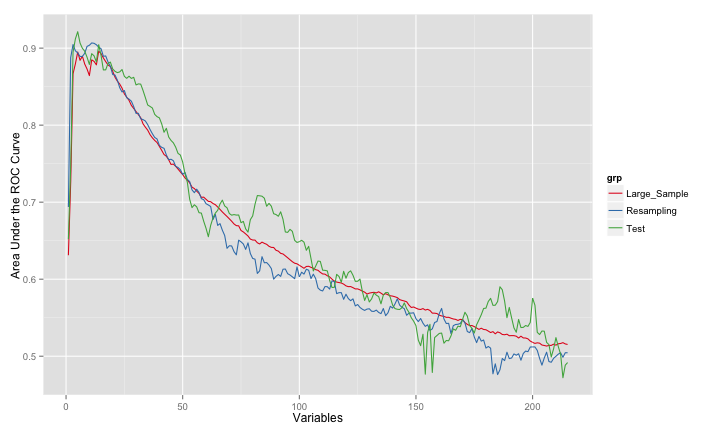 Area Under the ROC Curve
0.9
0.8
0.7
0.6
0.5
0
50
100
150
200
Variables
grp
Large_Sample
Resampling
Test